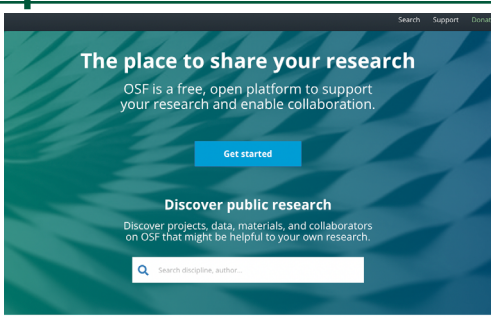 Search Support Donat
The place to share your research
OSF is a free, open platform to support
your research and enable collaboration.
Get started
Discover public research
Discover projects, data, materials, and collaborators
on OSF that might be helpful to your own research.
Search discipline, author...